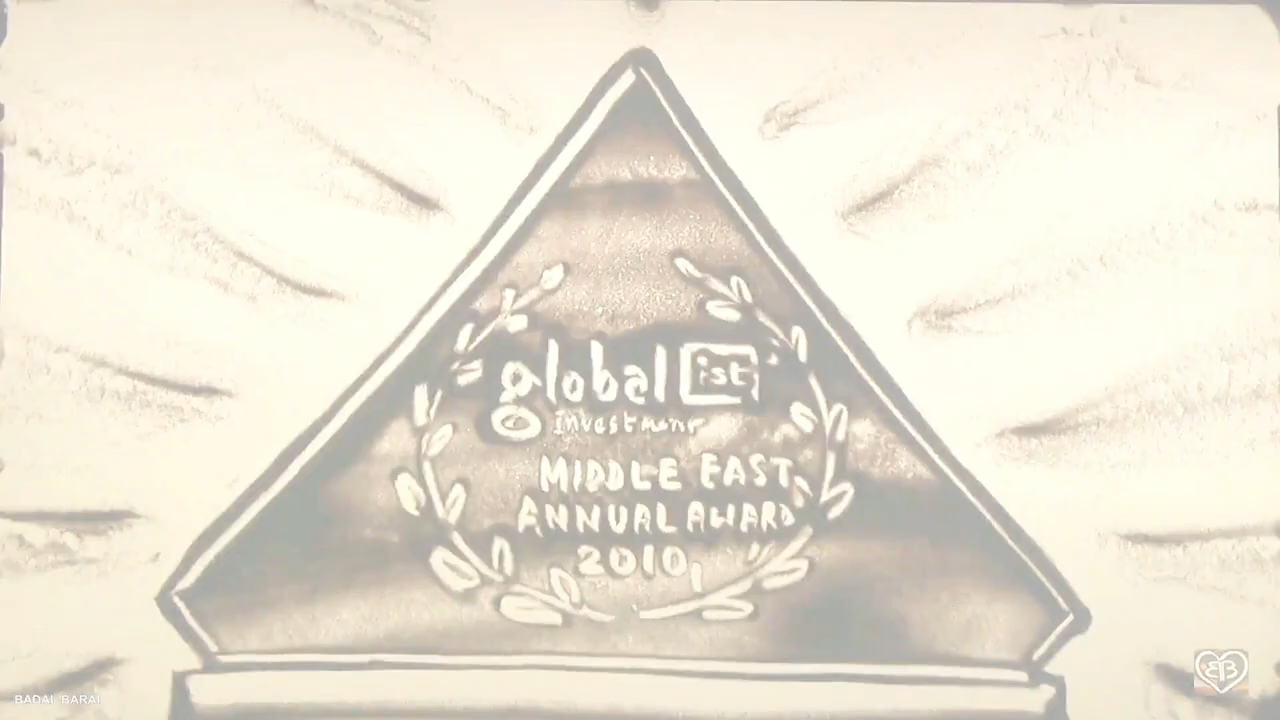 global ist
investment
MIDDLE EAST
ANNUAL AWARD
2010
BADAL BARAI